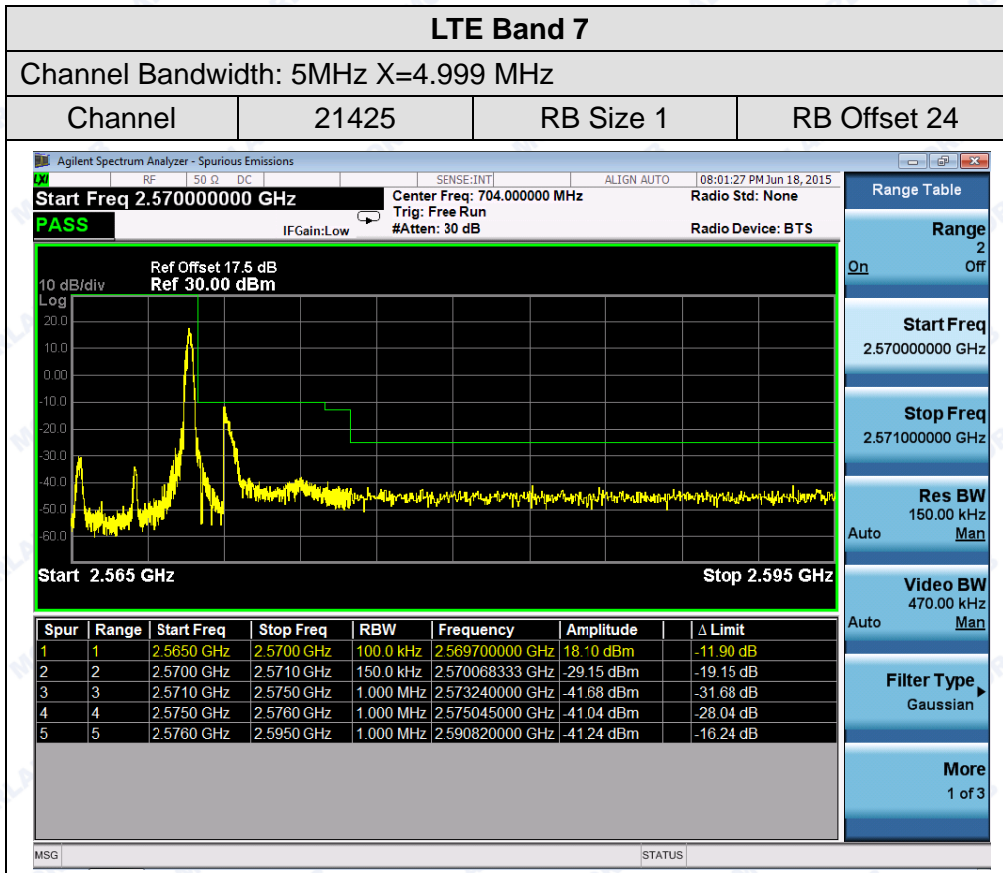 LTE Band 7
Channel Bandwidth: 5MHz X=4.999 MHz
Channel 21425 RB Size 1 RB Offset 24
Agilent Spectrum Analyzer - Spurious Emissions
LXI RF 50 Ω DC SENSE:INT ALIGN AUTO 08:01:27 PM Jun 18, 2015
Start Freq 2.570000000 GHz Center Freq: 704.000000 MHz Radio Std: None
Trig: Free Run
PASS IFGain:Low #Atten: 30 dB Radio Device: BTS
Ref Offset 17.5 dB
10 dB/div Ref 30.00 dBm
Log
20.0
10.0
0.00
-10.0
-20.0
-30.0
-40.0
-50.0
-60.0
Start 2.565 GHz Stop 2.595 GHz
Spur Range Start Freq Stop Freq RBW Frequency Amplitude Δ Limit
1 1 2.5650 GHz 2.5700 GHz 100.0 kHz 2.569700000 GHz 18.10 dBm -11.90 dB
2 2 2.5700 GHz 2.5710 GHz 150.0 kHz 2.570068333 GHz -29.15 dBm -19.15 dB
3 3 2.5710 GHz 2.5750 GHz 1.000 MHz 2.573240000 GHz -41.68 dBm -31.68 dB
4 4 2.5750 GHz 2.5760 GHz 1.000 MHz 2.575045000 GHz -41.04 dBm -28.04 dB
5 5 2.5760 GHz 2.5950 GHz 1.000 MHz 2.590820000 GHz -41.24 dBm -16.24 dB
MSG STATUS
Range Table
Range
2
On Off
Start Freq
2.570000000 GHz
Stop Freq
2.571000000 GHz
Res BW
150.00 kHz
Auto Man
Video BW
470.00 kHz
Auto Man
Filter Type
Gaussian
More
1 of 3